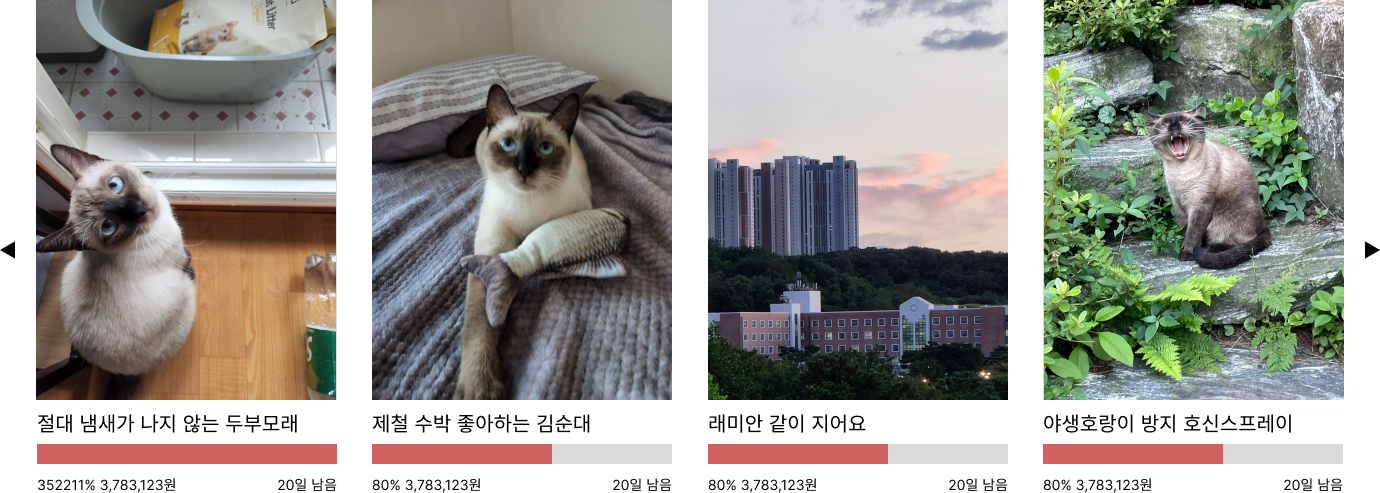 Litter
절대 냄새가 나지 않는 두부모래
352211% 3,783,123원 20일 남음
제철 수박 좋아하는 김순대
80% 3,783,123원 20일 남음
래미안 같이 지어요
80% 3,783,123원 20일 남음
야생호랑이 방지 호신스프레이
80% 3,783,123원 20일 남음